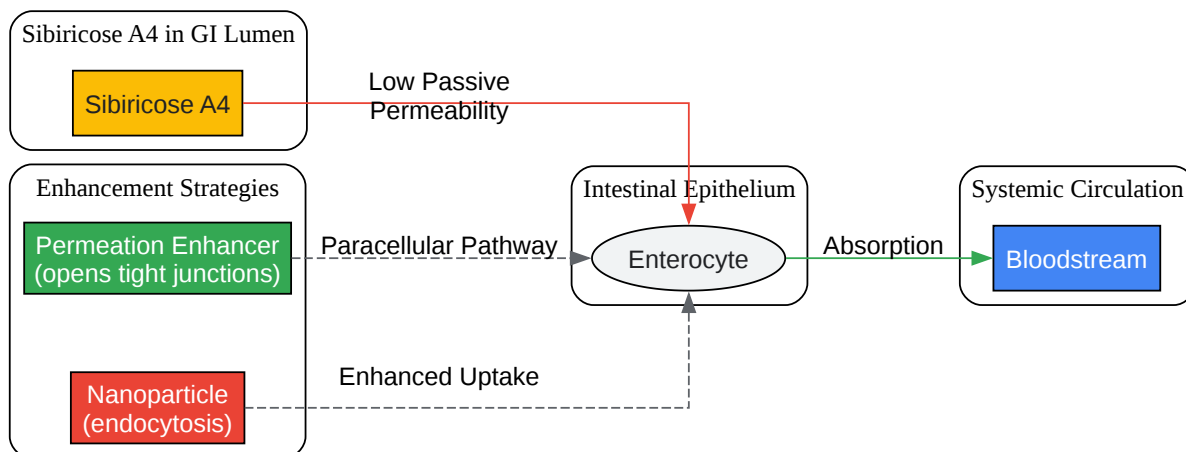 Sibiricose A4 in GI Lumen
Sibiricose A4
Low Passive
Permeability
Enhancement Strategies
Permeation Enhancer
(opens tight junctions)
Paracellular Pathway
Nanoparticle
(endocytosis)
Enhanced Uptake
Intestinal Epithelium
Enterocyte
Absorption
Systemic Circulation
Bloodstream